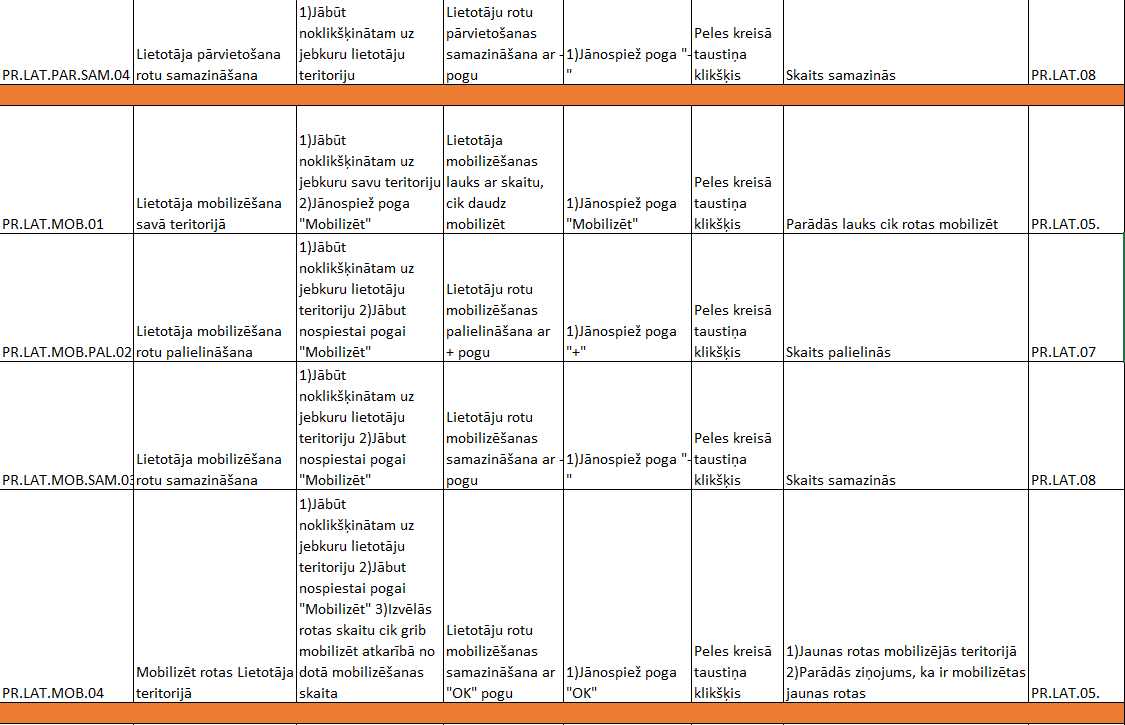 PR.LAT.PAR.SAM.04
Lietotāja pārvietošana
rotu samazināšana
1)Jābūt
noklikšķinātam uz
jebkuru lietotāju
teritoriju
Lietotāju rotu
pārvietošanas
samazināšana ar -
pogu
1)Jānospiež poga "-
"
Peles kreisā
taustiņa
klikšķis
Skaits samazinās
PR.LAT.08
PR.LAT.MOB.01
Lietotāja mobilizēšana
savā teritorijā
1)Jābūt
noklikšķinātam uz
jebkuru savu teritoriju
2)Jānospiež poga
"Mobilizēt"
Lietotāja
mobilizēšanas
lauks ar skaitu,
cik daudz
mobilizēt
1)Jānospiež poga
"Mobilizēt"
Peles kreisā
taustiņa
klikšķis
Parādās lauks cik rotas mobilizēt
PR.LAT.05.
PR.LAT.MOB.PAL.02
Lietotāja mobilizēšana
rotu palielināšana
1)Jābūt
noklikšķinātam uz
jebkuru lietotāju
teritoriju 2)Jābut
nospiestai pogai
"Mobilizēt"
Lietotāju rotu
mobilizēšanas
palielināšana ar
+ pogu
1)Jānospiež poga
"+"
Peles kreisā
taustiņa
klikšķis
Skaits palielinās
PR.LAT.07
PR.LAT.MOB.SAM.03
Lietotāja mobilizēšana
rotu samazināšana
1)Jābūt
noklikšķinātam uz
jebkuru lietotāju
teritoriju 2)Jābut
nospiestai pogai
"Mobilizēt"
Lietotāju rotu
mobilizēšanas
samazināšana ar -
pogu
1)Jānospiež poga "-
"
Peles kreisā
taustiņa
klikšķis
Skaits samazinās
PR.LAT.08
PR.LAT.MOB.04
Mobilizēt rotas Lietotāja
teritorijā
1)Jābūt
noklikšķinātam uz
jebkuru lietotāju
teritoriju 2)Jābut
nospiestai pogai
"Mobilizēt" 3)Izvēlās
rotas skaitu cik grib
mobilizēt atkarībā no
dotā mobilizēšanas
skaita
Lietotāju rotu
mobilizēšanas
samazināšana ar
"OK" pogu
1)Jānospiež poga
"OK"
Peles kreisā
taustiņa
klikšķis
1)Jaunas rotas mobilizējās teritorijā
2)Parādās ziņojums, ka ir mobilizētas
jaunas rotas
PR.LAT.05.